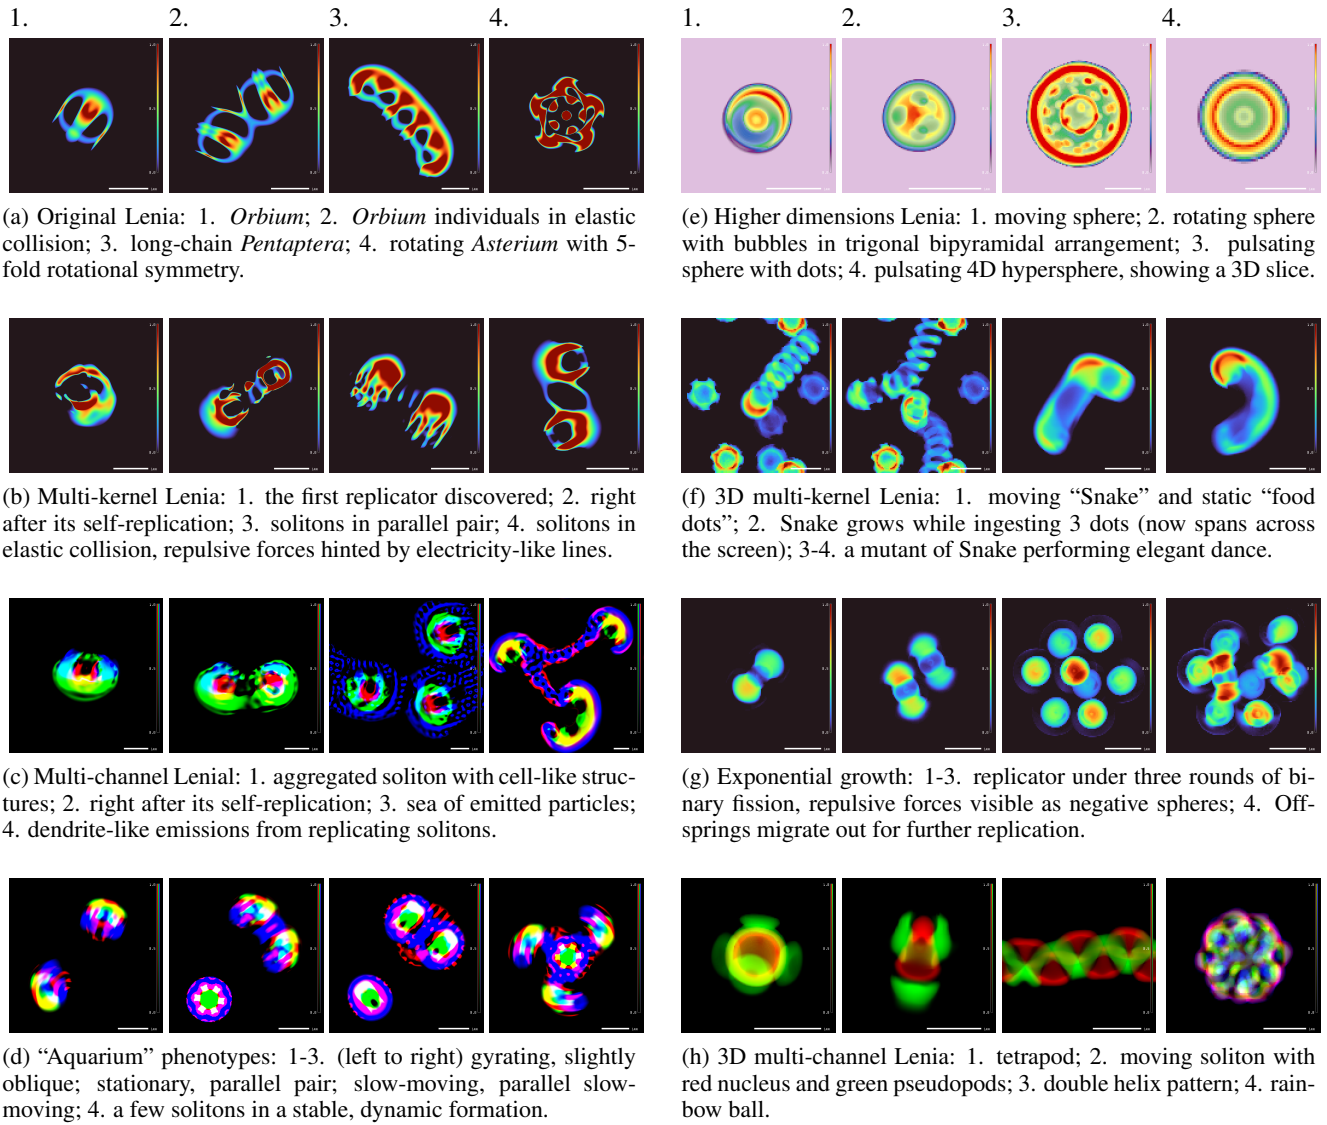 1. 2. 3. 4.
(a) Original Lenia: 1. Orbium; 2. Orbium individuals in elastic
collision; 3. long-chain Pentaptera; 4. rotating Asterium with 5-
fold rotational symmetry.
(b) Multi-kernel Lenia: 1. the first replicator discovered; 2. right
after its self-replication; 3. solitons in parallel pair; 4. solitons in
elastic collision, repulsive forces hinted by electricity-like lines.
(c) Multi-channel Lenial: 1. aggregated soliton with cell-like struc-
tures; 2. right after its self-replication; 3. sea of emitted particles;
4. dendrite-like emissions from replicating solitons.
(d) “Aquarium” phenotypes: 1-3. (left to right) gyrating, slightly
oblique; stationary, parallel pair; slow-moving, parallel slow-
moving; 4. a few solitons in a stable, dynamic formation.
1. 2. 3. 4.
(e) Higher dimensions Lenia: 1. moving sphere; 2. rotating sphere
with bubbles in trigonal bipyramidal arrangement; 3. pulsating
sphere with dots; 4. pulsating 4D hypersphere, showing a 3D slice.
(f) 3D multi-kernel Lenia: 1. moving “Snake” and static “food
dots”; 2. Snake grows while ingesting 3 dots (now spans across
the screen); 3-4. a mutant of Snake performing elegant dance.
(g) Exponential growth: 1-3. replicator under three rounds of bi-
nary fission, repulsive forces visible as negative spheres; 4. Off-
springs migrate out for further replication.
(h) 3D multi-channel Lenia: 1. tetrapod; 2. moving soliton with
red nucleus and green pseudopods; 3. double helix pattern; 4. rain-
bow ball.